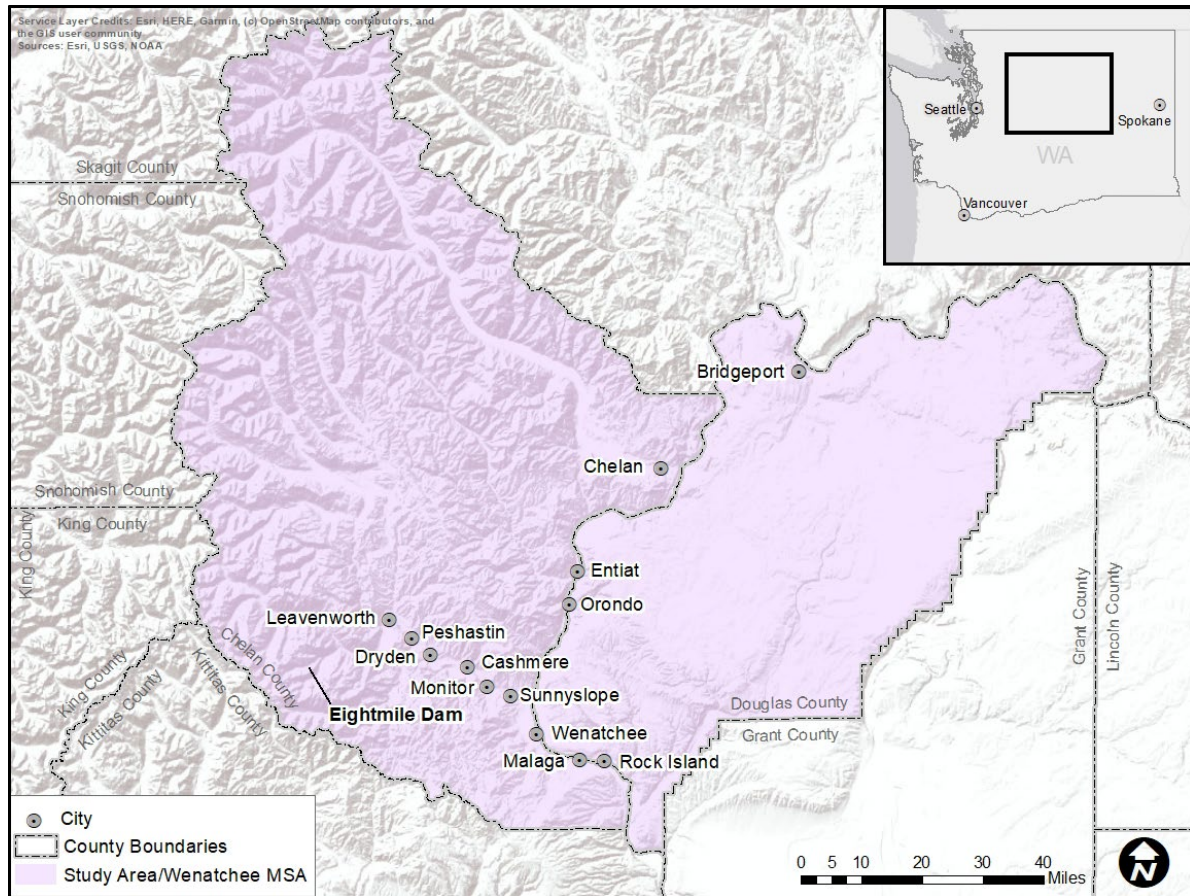 Service Layer Credits: Esri, HERE, Garmin, (c) OpenStreetMap contributors, and
the GIS user community
Sources: Esri, USGS, NOAA
Seattle
Spokane
WA
Vancouver
Skagit County
Snohomish County
Bridgeport
Chelan
Snohomish County
King County
King County
Entiat
Orondo
Leavenworth
Peshastin
Dryden
Cashmere
Monitor
Sunnyslope
Chelan County
Kittitas County
King County
Kittitas County
Eightmile Dam
Wenatchee
Malaga
Rock Island
Douglas County
Grant County
Grant County
Lincoln County
City
County Boundaries
Study Area/Wenatchee MSA
0 5 10 20 30 40
Miles
N